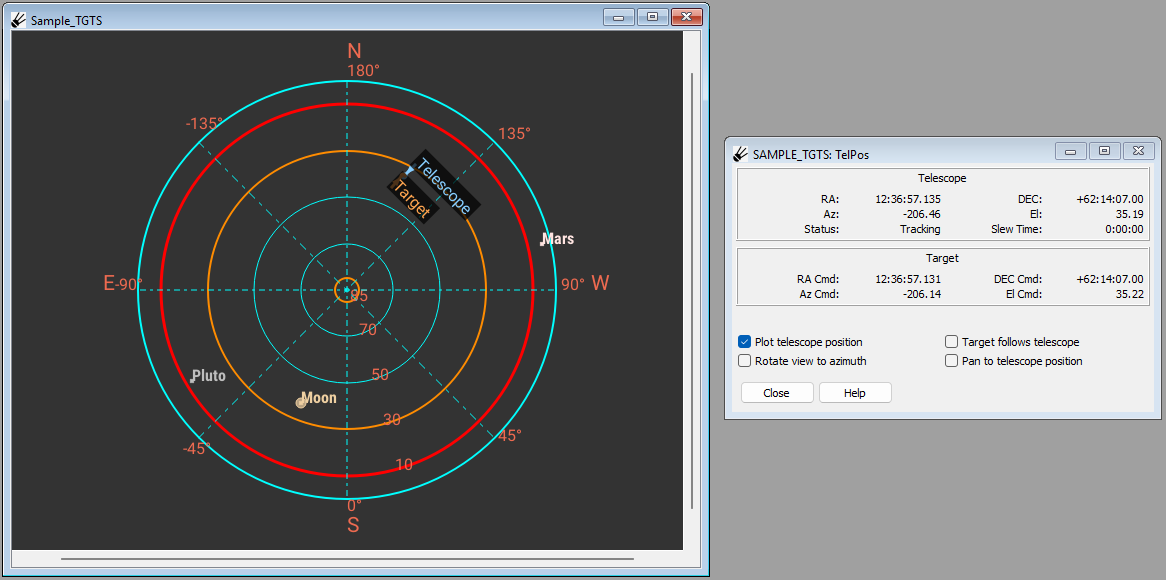 Sample_TGTS
N
180°
-135°
135°
Telescope
Target
Mars
E
-90°
90°
W
85
70
Pluto
50
Moon
30
-45°
45°
10
0°
S
SAMPLE_TGTS: TelPos
Telescope
RA: 12:36:57.135 DEC: +62:14:07.00
Az: -206.46 El: 35.19
Status: Tracking Slew Time: 0:00:00
Target
RA Cmd: 12:36:57.131 DEC Cmd: +62:14:07.00
Az Cmd: -206.14 El Cmd: 35.22
Plot telescope position Target follows telescope
Rotate view to azimuth Pan to telescope position
Close Help